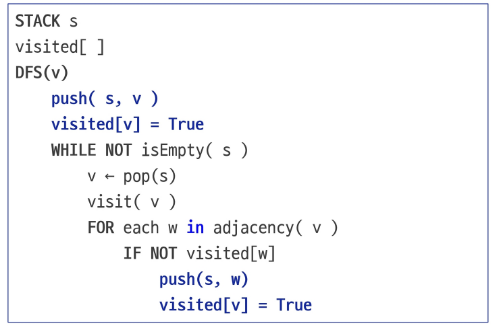 STACK s
visited[ ]
DFS(v)
push( s, v )
visited[v] = True
WHILE NOT isEmpty( s )
v ← pop(s)
visit( v )
FOR each w in adjacency( v )
IF NOT visited[w]
push(s, w)
visited[v] = True